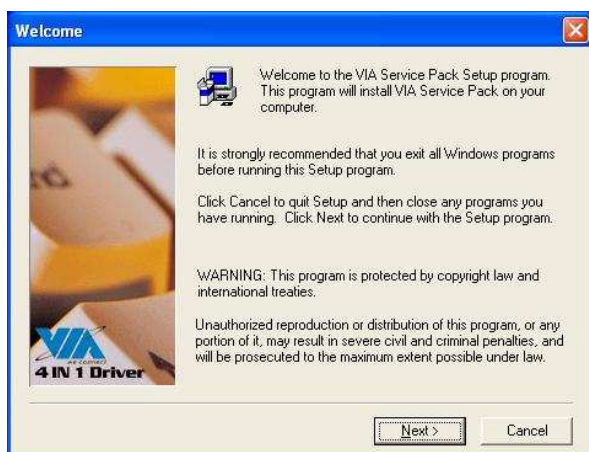 Welcome
Welcome to the VIA Service Pack Setup program.
This program will install VIA Service Pack on your
computer.
It is strongly recommended that you exit all Windows programs
before running this Setup program.
Click Cancel to quit Setup and then close any programs you
have running. Click Next to continue with the Setup program.
WARNING: This program is protected by copyright law and
international treaties.
Unauthorized reproduction or distribution of this program, or any
portion of it, may result in severe civil and criminal penalties, and
will be prosecuted to the maximum extent possible under law.
VIA
we connect
4 IN 1 Driver
Next >
Cancel